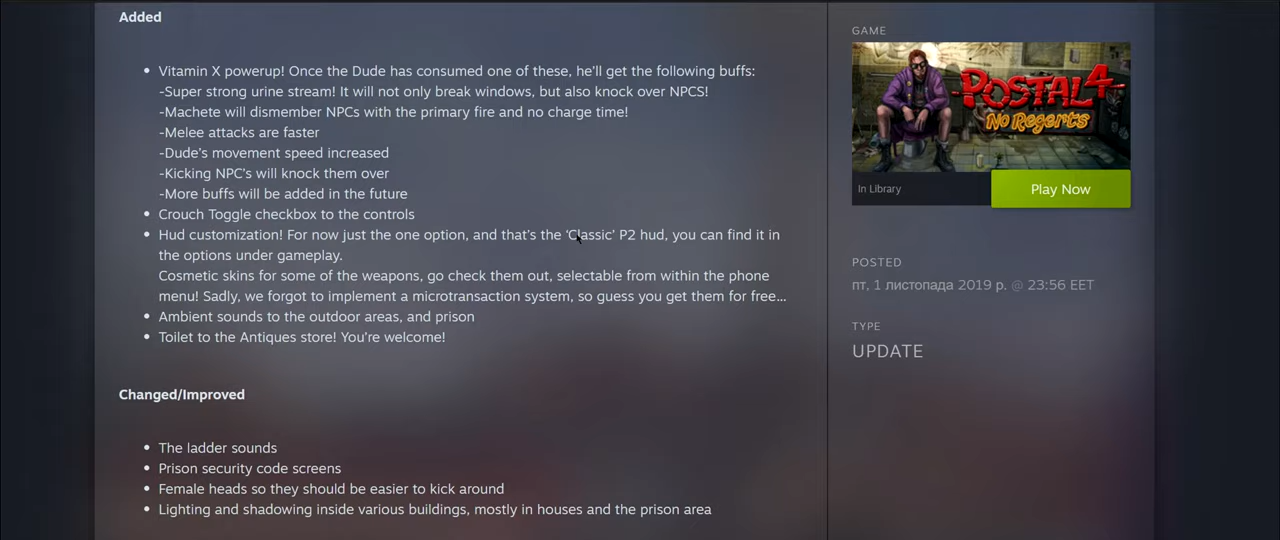 Added
Vitamin X powerup! Once the Dude has consumed one of these, he'll get the following buffs:
-Super strong urine stream! It will not only break windows, but also knock over NPCS!
-Machete will dismember NPCs with the primary fire and no charge time!
-Melee attacks are faster
-Dude's movement speed increased
-Kicking NPC's will knock them over
-More buffs will be added in the future
Crouch Toggle checkbox to the controls
Hud customization! For now just the one option, and that's the 'Classic' P2 hud, you can find it in
the options under gameplay.
Cosmetic skins for some of the weapons, go check them out, selectable from within the phone
menu! Sadly, we forgot to implement a microtransaction system, so guess you get them for free...
Ambient sounds to the outdoor areas, and prison
Toilet to the Antiques store! You're welcome!
Changed/Improved
The ladder sounds
Prison security code screens
Female heads so they should be easier to kick around
Lighting and shadowing inside various buildings, mostly in houses and the prison area
GAME
POSTAL 4
No Regerts
In Library
Play Now
POSTED
пт, 1 листопада 2019 р. @ 23:56 EET
TYPE
UPDATE